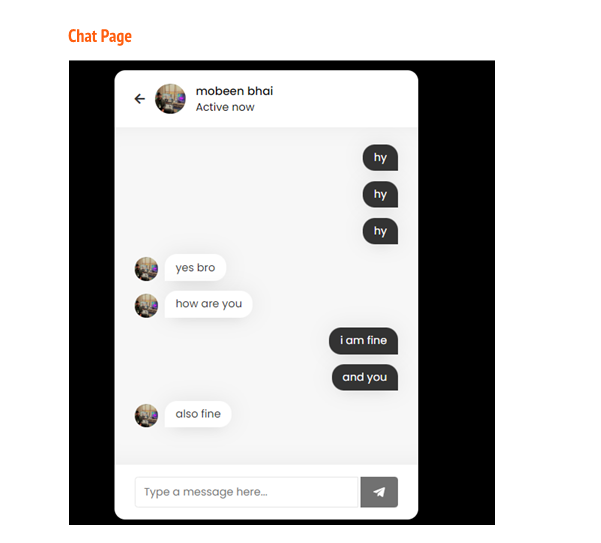 Chat Page
mobeen bhai
Active now
hy
hy
hy
yes bro
how are you
i am fine
and you
also fine
Type a message here...